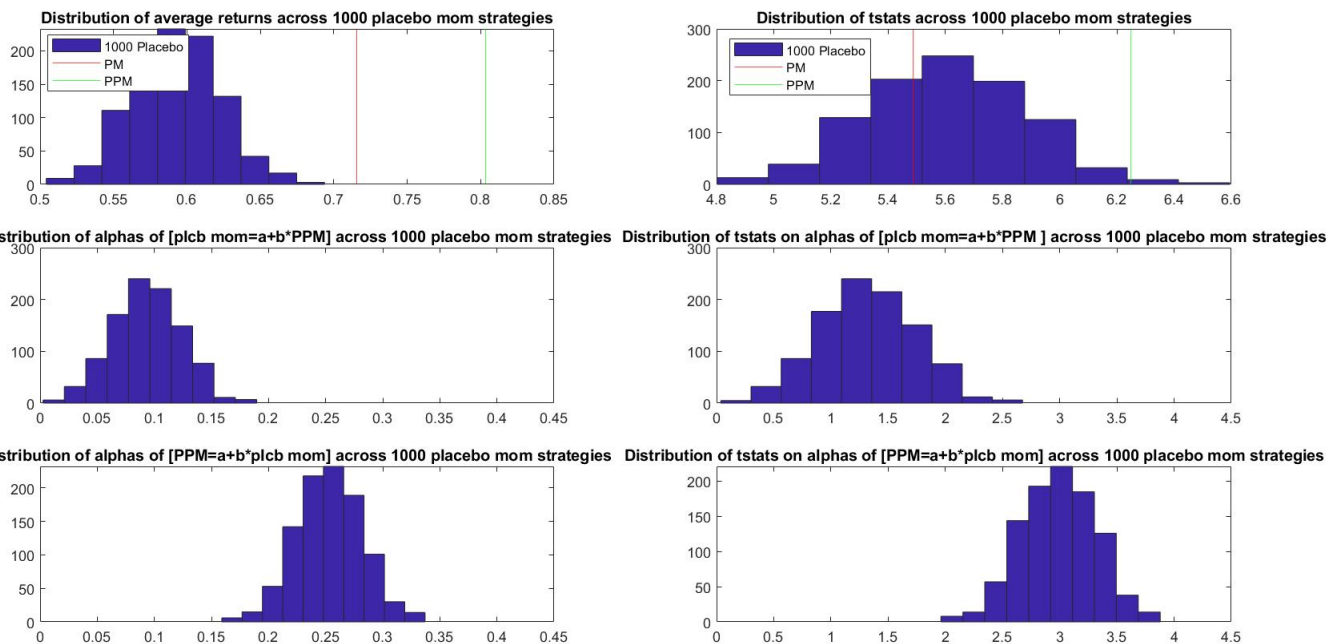 Distribution of average returns across 1000 placebo mom strategies
200
150
100
50
0
1000 Placebo
PM
PPM
0.5 0.55 0.6 0.65 0.7 0.75 0.8 0.85
Distribution of tstats across 1000 placebo mom strategies
300
200
100
0
1000 Placebo
PM
PPM
4.8 5 5.2 5.4 5.6 5.8 6 6.2 6.4 6.6
stribution of alphas of [plcb mom=a+b*PPM] across 1000 placebo mom strategies
300
200
100
0
0 0.05 0.1 0.15 0.2 0.25 0.3 0.35 0.4 0.45
Distribution of tstats on alphas of [plcb mom=a+b*PPM ] across 1000 placebo mom strategies
300
200
100
0
0 0.5 1 1.5 2 2.5 3 3.5 4 4.5
stribution of alphas of [PPM=a+b*plcb mom] across 1000 placebo mom strategies
200
150
100
50
0
0 0.05 0.1 0.15 0.2 0.25 0.3 0.35 0.4 0.45
Distribution of tstats on alphas of [PPM=a+b*plcb mom] across 1000 placebo mom strategies
200
150
100
50
0
0 0.5 1 1.5 2 2.5 3 3.5 4 4.5